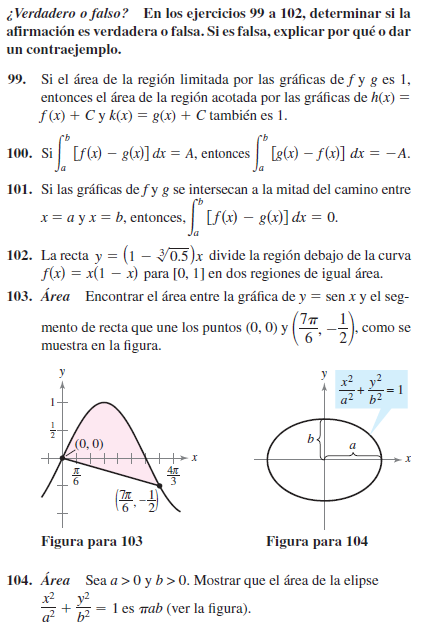 ¿Verdadero o falso? En los ejercicios 99 a 102, determinar si la
afirmación es verdadera o falsa. Si es falsa, explicar por qué o dar
un contraejemplo.
99. Si el área de la región limitada por las gráficas de f y g es 1,
entonces el área de la región acotada por las gráficas de h(x) =
f(x) + C y k(x) = g(x) + C también es 1.
100. Si ∫_a^b [f(x) − g(x)] dx = A, entonces ∫_a^b [g(x) − f(x)] dx = −A.
101. Si las gráficas de f y g se intersecan a la mitad del camino entre
x = a y x = b, entonces, ∫_a^b [f(x) − g(x)] dx = 0.
102. La recta y = (1 − ∛0.5)x divide la región debajo de la curva
f(x) = x(1 − x) para [0, 1] en dos regiones de igual área.
103. Área Encontrar el área entre la gráfica de y = sen x y el seg-
mento de recta que une los puntos (0, 0) y (7π/6, −1/2), como se
muestra en la figura.
y
1
1/2
(0, 0)
x
π/6
4π/3
(7π/6, −1/2)
Figura para 103
y
x²/a² + y²/b² = 1
b
a
x
Figura para 104
104. Área Sea a > 0 y b > 0. Mostrar que el área de la elipse
x²/a² + y²/b² = 1 es πab (ver la figura).